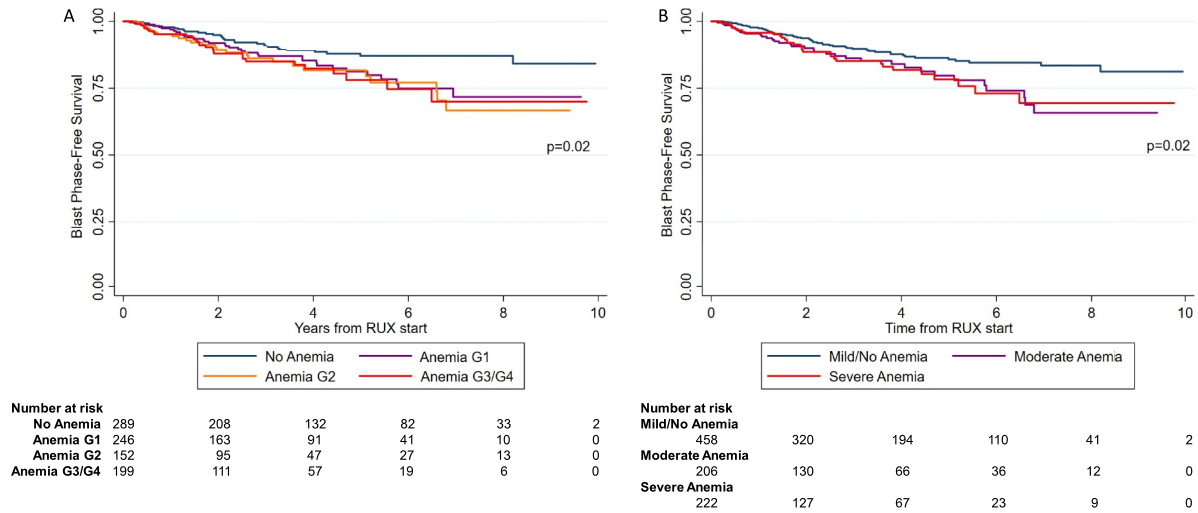 A
Blast Phase-Free Survival
1.00
0.75
0.50
0.25
0.00
p=0.02
0 2 4 6 8 10
Years from RUX start
No Anemia Anemia G1
Anemia G2 Anemia G3/G4
Number at risk
No Anemia 289 208 132 82 33 2
Anemia G1 246 163 91 41 10 0
Anemia G2 152 95 47 27 13 0
Anemia G3/G4 199 111 57 19 6 0
B
Blast Phase-Free Survival
1.00
0.75
0.50
0.25
0.00
p=0.02
0 2 4 6 8 10
Time from RUX start
Mild/No Anemia Moderate Anemia
Severe Anemia
Number at risk
Mild/No Anemia
458 320 194 110 41 2
Moderate Anemia
206 130 66 36 12 0
Severe Anemia
222 127 67 23 9 0